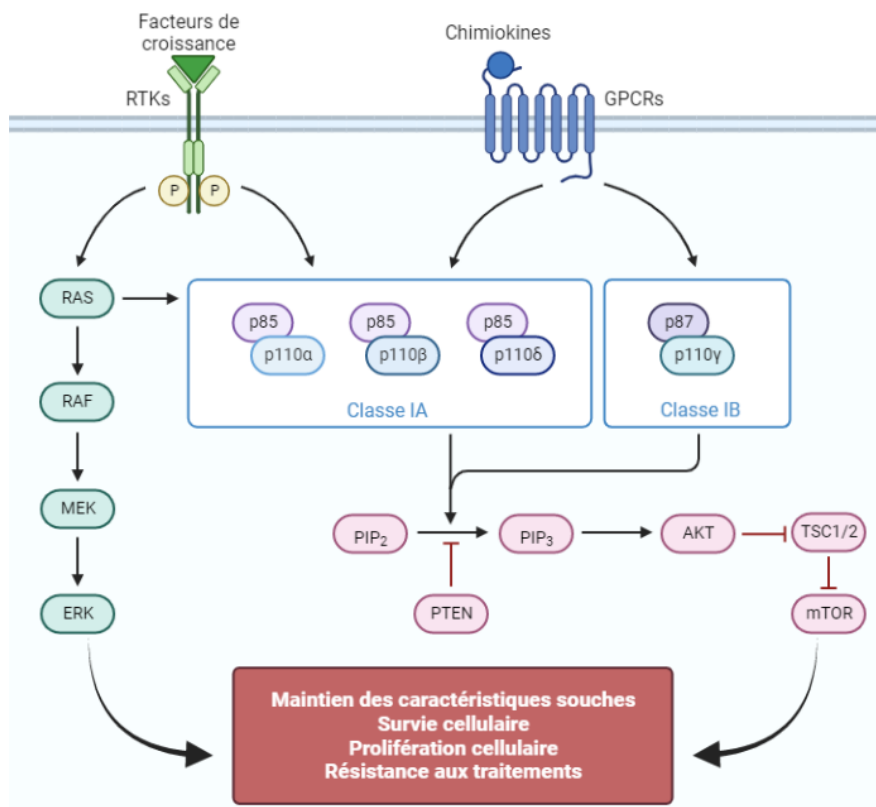 Facteurs de
croissance
Chimiokines
RTKs
GPCRs
P
P
RAS
p85
p85
p85
p87
p110α
p110β
p110δ
p110γ
RAF
Classe IA
Classe IB
MEK
PIP₂
PIP₃
AKT
TSC1/2
ERK
PTEN
mTOR
Maintien des caractéristiques souches
Survie cellulaire
Prolifération cellulaire
Résistance aux traitements